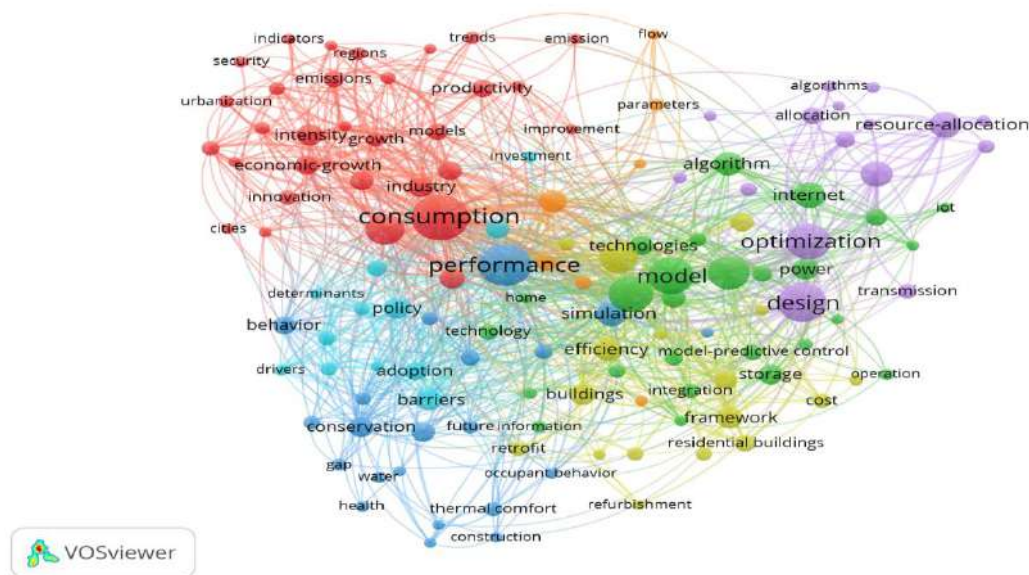 indicators
trends
emission
flow
regions
security
emissions
productivity
algorithms
urbanization
parameters
allocation
resource-allocation
intensity
growth
models
improvement
investment
algorithm
economic-growth
industry
internet
innovation
consumption
iot
cities
technologies
optimization
performance
model
power
determinants
home
transmission
policy
design
behavior
technology
simulation
efficiency
model-predictive control
drivers
adoption
storage
operation
integration
barriers
buildings
cost
framework
conservation
future information
retrofit
residential buildings
gap
water
occupant behavior
health
thermal comfort
refurbishment
construction
VOSviewer